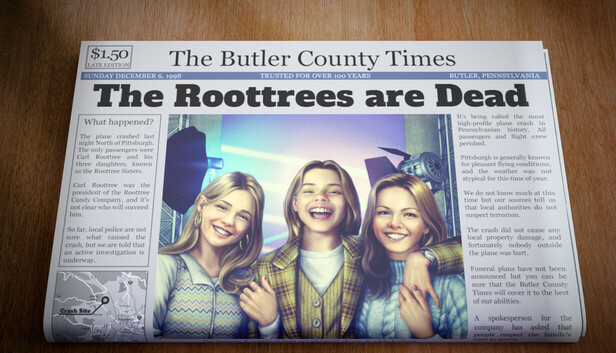 $1.50
LATE EDITION
The Butler County Times
SUNDAY DECEMBER 6, 1998
TRUSTED FOR OVER 100 YEARS
BUTLER, PENNSYLVANIA
The Roottrees are Dead
What happened?
The plane crashed last
night North of Pittsburgh.
The only passengers were
Carl Roottree and his
three daughters, known
as the Roottree Sisters.
Carl Roottree was the
president of the Roottree
Candy Company, and it's
not clear who will succeed
him.
So far, local police are not
sure what caused the
crash, but we are told that
an active investigation is
underway.
Crash Site
It's being called the most
high-profile plane crash in
Pennsylvanian history. All
passengers and flight crew
perished.
Pittsburgh is generally known
for pleasant flying conditions,
and the weather was not
atypical for this time of year.
We do not know much at this
time but our sources tell us
that local authorities do not
suspect terrorism.
The crash did not cause any
local property damage, and
fortunately nobody outside
the plane was hurt.
Funeral plans have not been
announced but you can be
sure that the Butler County
Times will cover it to the best
of our abilities.
A spokesperson for the
company has asked that
people respect the family's